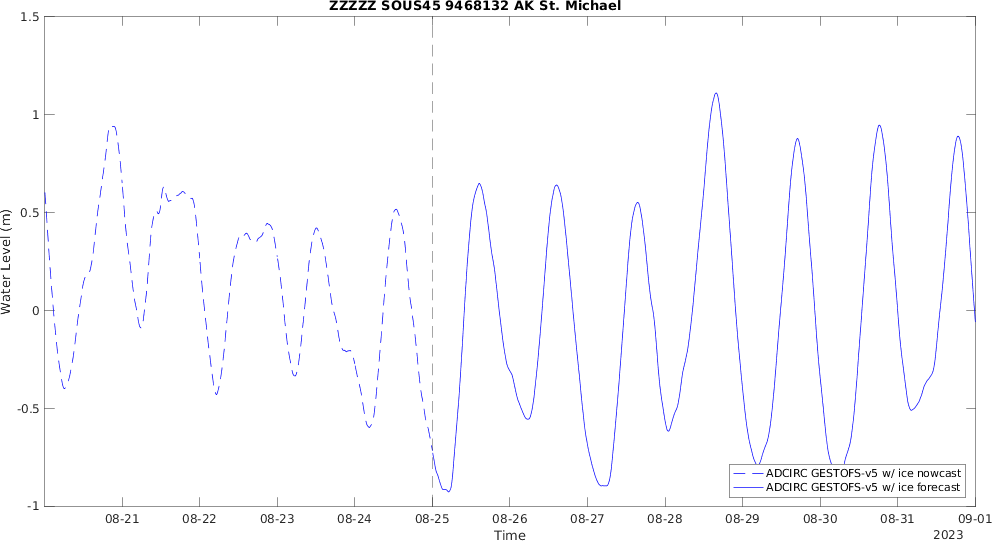 ZZZZZ SOUS45 9468132 AK St. Michael
1.5
1
0.5
0
-0.5
-1
Water Level (m)
ADCIRC GESTOFS-v5 w/ ice nowcast
ADCIRC GESTOFS-v5 w/ ice forecast
08-21 08-22 08-23 08-24 08-25 08-26 08-27 08-28 08-29 08-30 08-31 09-01
Time
2023